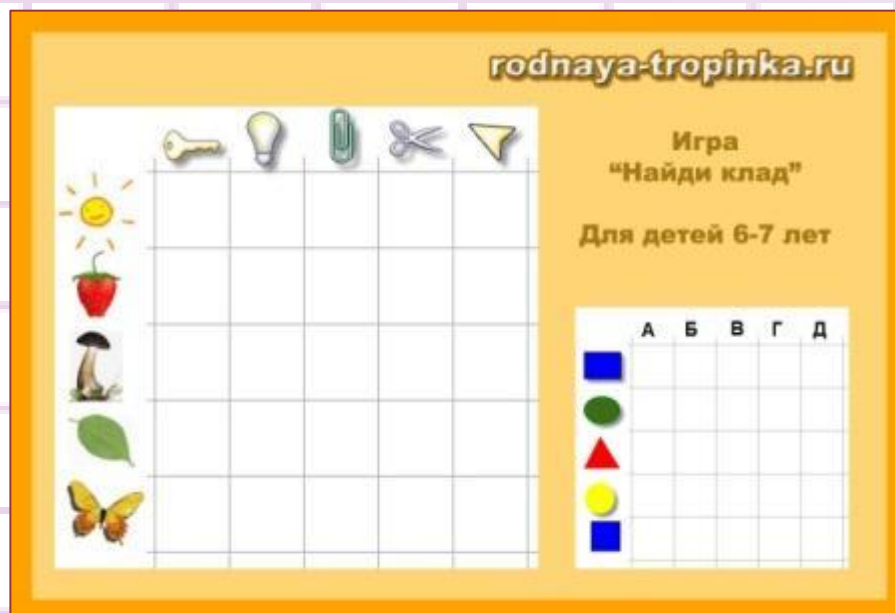 rodnaya-tropinka.ru
Игра
“Найди клад”
Для детей 6-7 лет
А Б В Г Д